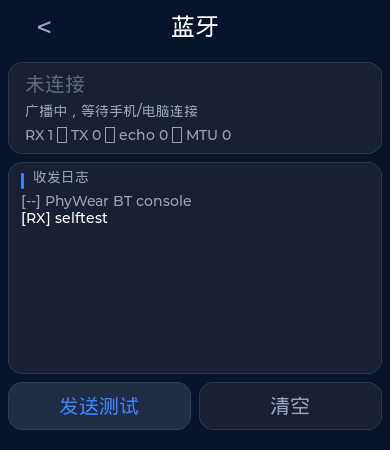 <
蓝牙
未连接
广播中，等待手机/电脑连接
RX 1 □ TX 0 □ echo 0 □ MTU 0
收发日志
[--] PhyWear BT console
[RX] selftest
发送测试
清空